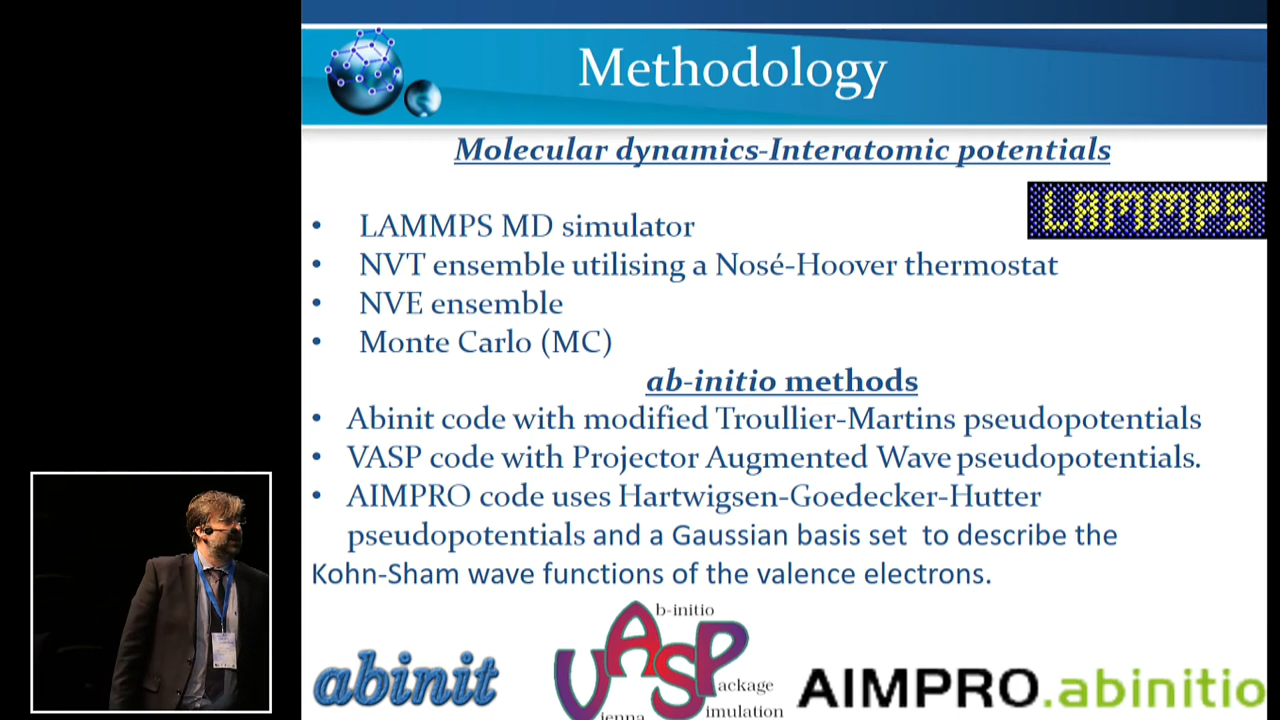 Methodology
Molecular dynamics-Interatomic potentials
LAMMPS
• LAMMPS MD simulator
• NVT ensemble utilising a Nosé-Hoover thermostat
• NVE ensemble
• Monte Carlo (MC)
ab-initio methods
• Abinit code with modified Troullier-Martins pseudopotentials
• VASP code with Projector Augmented Wave pseudopotentials.
• AIMPRO code uses Hartwigsen-Goedecker-Hutter
pseudopotentials and a Gaussian basis set to describe the
Kohn-Sham wave functions of the valence electrons.
abinit
VASP
b-initio
ackage
imulation
ienna
AIMPRO.abinitio